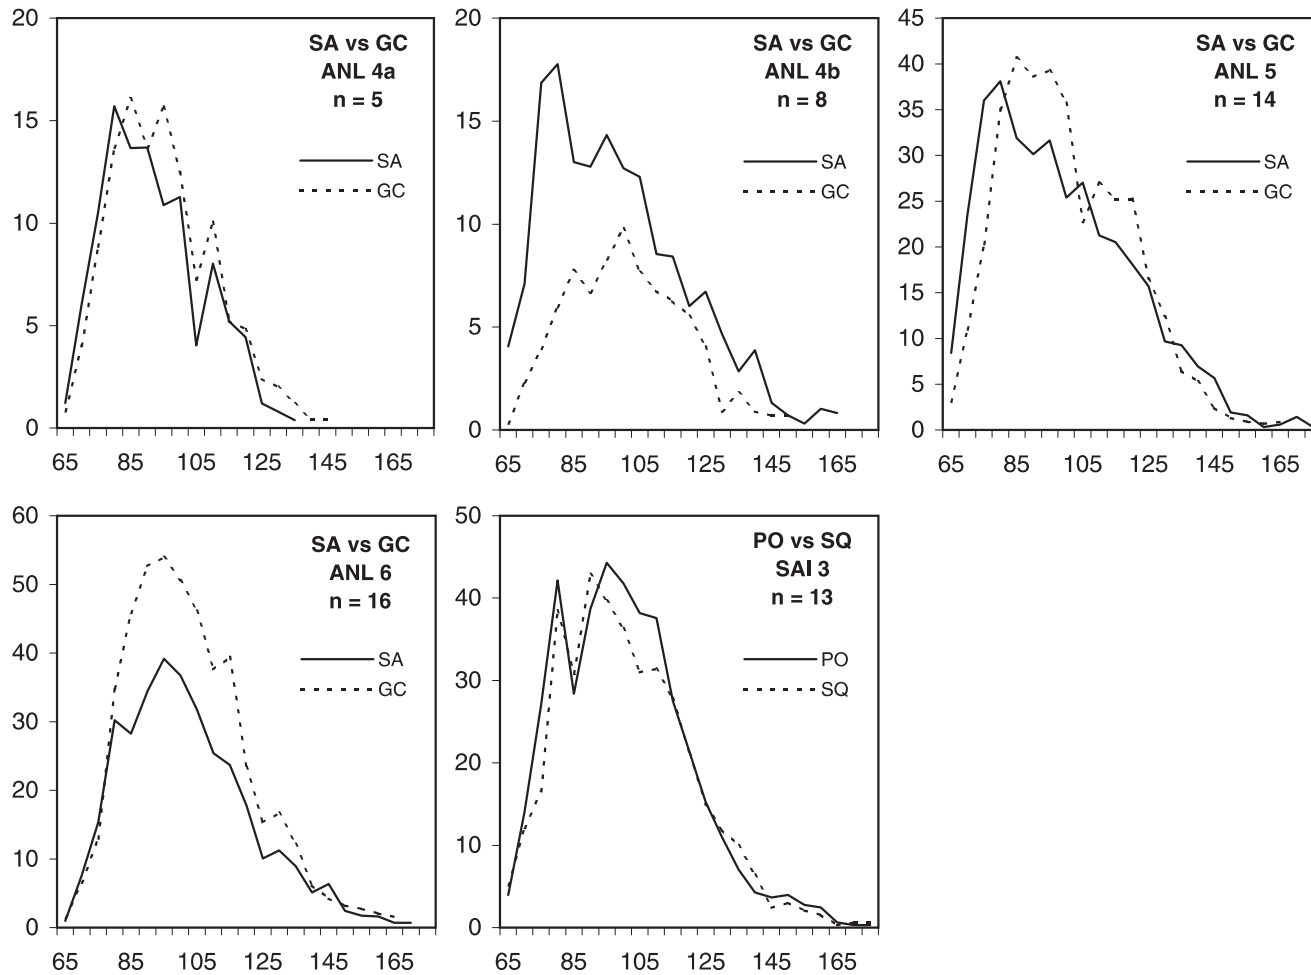 20
15
10
5
0
65 85 105 125 145 165
SA vs GC
ANL 4a
n = 5
SA
GC
20
15
10
5
0
65 85 105 125 145 165
SA vs GC
ANL 4b
n = 8
SA
GC
45
40
35
30
25
20
15
10
5
0
65 85 105 125 145 165
SA vs GC
ANL 5
n = 14
SA
GC
60
50
40
30
20
10
0
65 85 105 125 145 165
SA vs GC
ANL 6
n = 16
SA
GC
50
40
30
20
10
0
65 85 105 125 145 165
PO vs SQ
SAI 3
n = 13
PO
SQ